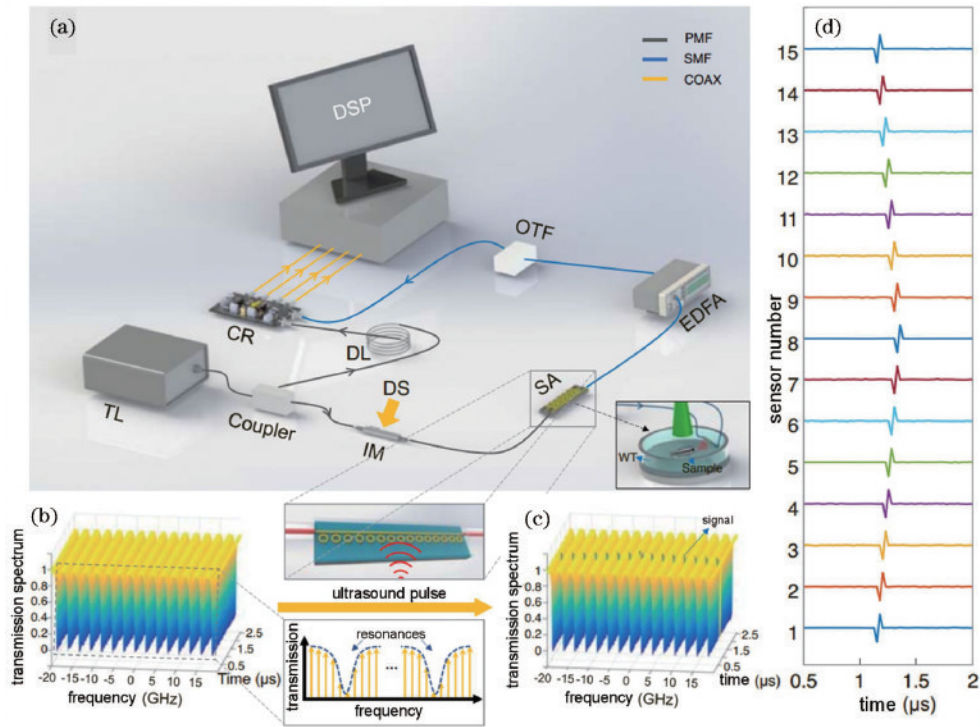 (a)
PMF
SMF
COAX
DSP
OTF
EDFA
CR
DL
TL
Coupler
DS
IM
SA
WT
Sample
(b)
transmission spectrum
1
0.8
0.6
0.4
0.2
0
-20 -15 -10 -5 0 5 10 15
frequency (GHz)
0.5
1.5
2.5
Time (μs)
ultrasound pulse
resonances
...
transmission
frequency
(c)
signal
transmission spectrum
1
0.8
0.6
0.4
0.2
0
-20 -15 -10 -5 0 5 10 15
frequency (GHz)
0.5
1.5
2.5
time (μs)
(d)
sensor number
15
14
13
12
11
10
9
8
7
6
5
4
3
2
1
0.5 1 1.5 2
time (μs)